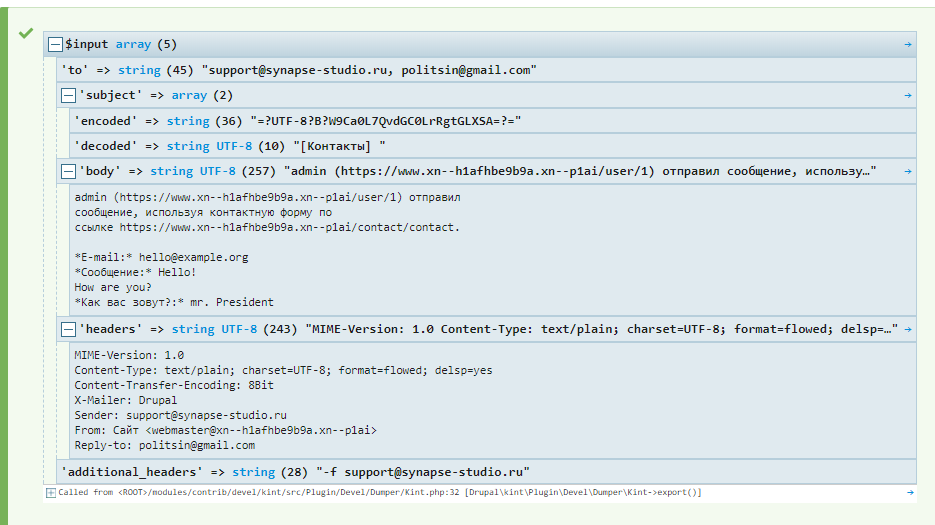 $input array (5)
'to' => string (45) "support@synapse-studio.ru, politsin@gmail.com"
'subject' => array (2)
'encoded' => string (36) "=?UTF-8?B?W9Ca0L7QvdGC0LrRgtGLXSA=?="
'decoded' => string UTF-8 (10) "[Контакты] "
'body' => string UTF-8 (257) "admin (https://www.xn--h1afhbe9b9a.xn--p1ai/user/1) отправил сообщение, использу…"
admin (https://www.xn--h1afhbe9b9a.xn--p1ai/user/1) отправил
сообщение, используя контактную форму по
ссылке https://www.xn--h1afhbe9b9a.xn--p1ai/contact/contact.
*E-mail:* hello@example.org
*Сообщение:* Hello!
How are you?
*Как вас зовут?:* mr. President
'headers' => string UTF-8 (243) "MIME-Version: 1.0 Content-Type: text/plain; charset=UTF-8; format=flowed; delsp=…"
MIME-Version: 1.0
Content-Type: text/plain; charset=UTF-8; format=flowed; delsp=yes
Content-Transfer-Encoding: 8Bit
X-Mailer: Drupal
Sender: support@synapse-studio.ru
From: Сайт <webmaster@xn--h1afhbe9b9a.xn--p1ai>
Reply-to: politsin@gmail.com
'additional_headers' => string (28) "-f support@synapse-studio.ru"
Called from <ROOT>/modules/contrib/devel/kint/src/Plugin/Devel/Dumper/Kint.php:32 [Drupal\kint\Plugin\Devel\Dumper\Kint->export()]